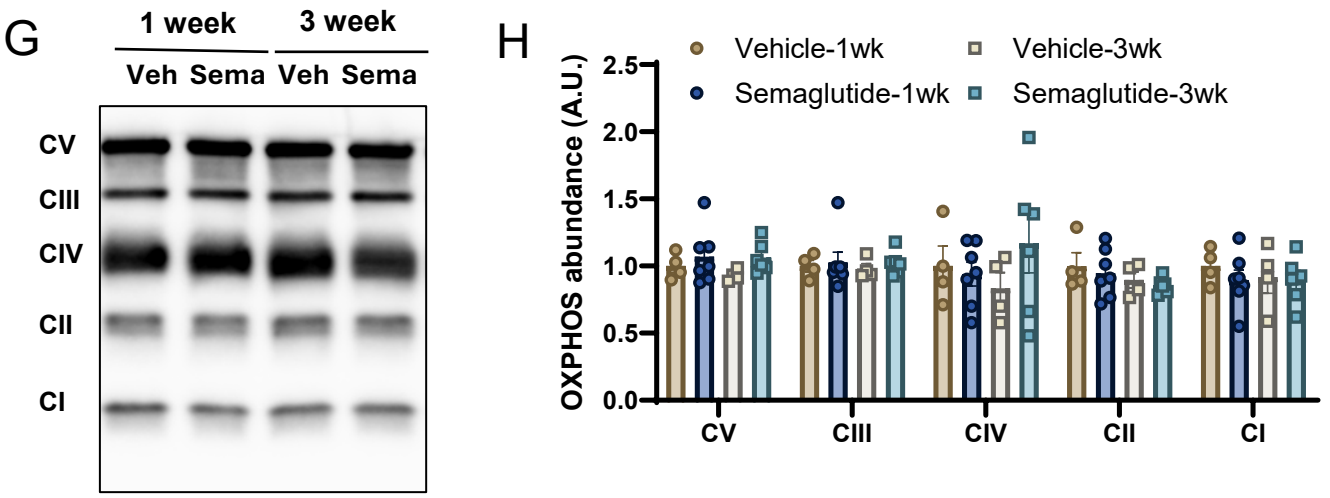 G
1 week 3 week
Veh Sema Veh Sema
CV
CIII
CIV
CII
CI
H
Vehicle-1wk Vehicle-3wk
Semaglutide-1wk Semaglutide-3wk
OXPHOS abundance (A.U.)
2.5
2.0
1.5
1.0
0.5
0.0
CV CIII CIV CII CI